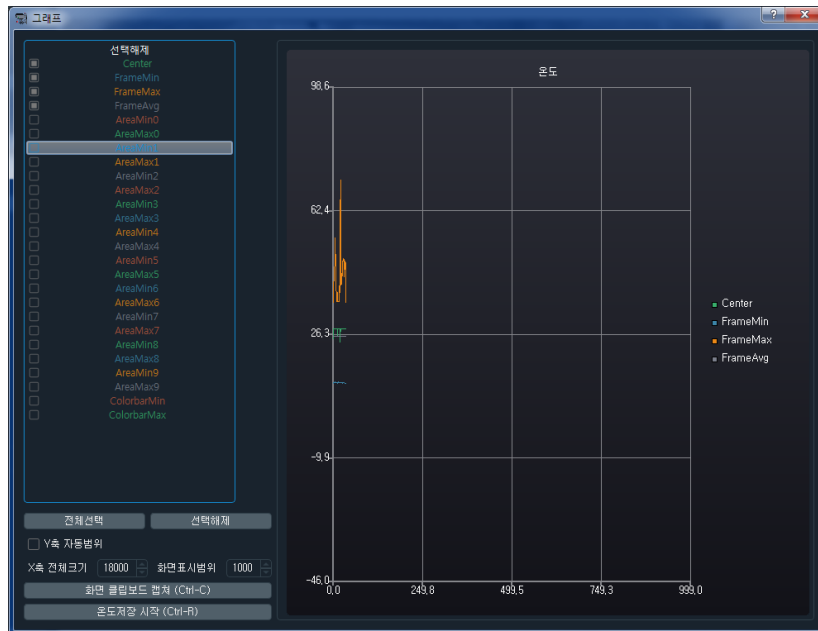 그래프
선택해제
Center
FrameMin
FrameMax
FrameAvg
AreaMin0
AreaMax0
AreaMin1
AreaMax1
AreaMin2
AreaMax2
AreaMin3
AreaMax3
AreaMin4
AreaMax4
AreaMin5
AreaMax5
AreaMin6
AreaMax6
AreaMin7
AreaMax7
AreaMin8
AreaMax8
AreaMin9
AreaMax9
ColorbarMin
ColorbarMax
전체선택 선택해제
Y축 자동범위
X축 전체크기 18000 화면표시범위 1000
화면 클립보드 캡쳐 (Ctrl-C)
온도저장 시작 (Ctrl-R)
온도
98,6
62,4
26,3
-9,9
-46,0
0,0 249,8 499,5 749,3 999,0
Center
FrameMin
FrameMax
FrameAvg